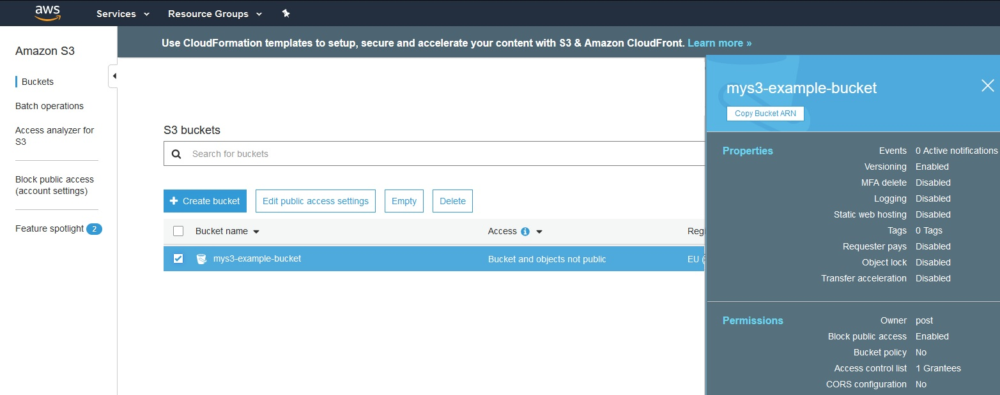 aws Services Resource Groups
Amazon S3
Buckets
Batch operations
Access analyzer for
S3
Block public access
(account settings)
Feature spotlight 2
Use CloudFormation templates to setup, secure and accelerate your content with S3 & Amazon CloudFront. Learn more »
S3 buckets
Search for buckets
Create bucket Edit public access settings Empty Delete
Bucket name Access Reg
mys3-example-bucket Bucket and objects not public EU
mys3-example-bucket
Copy Bucket ARN
Properties Events 0 Active notifications
Versioning Enabled
MFA delete Disabled
Logging Disabled
Static web hosting Disabled
Tags 0 Tags
Requester pays Disabled
Object lock Disabled
Transfer acceleration Disabled
Permissions Owner post
Block public access Enabled
Bucket policy No
Access control list 1 Grantees
CORS configuration No